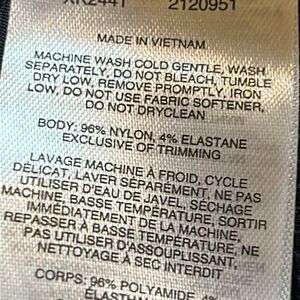 XR2441 2120951
MADE IN VIETNAM
MACHINE WASH COLD GENTLE, WASH
SEPARATELY, DO NOT BLEACH, TUMBLE
DRY LOW, REMOVE PROMPTLY, IRON
LOW, DO NOT USE FABRIC SOFTENER,
DO NOT DRYCLEAN
BODY: 96% NYLON, 4% ELASTANE
EXCLUSIVE OF TRIMMING
LAVAGE MACHINE À FROID, CYCLE
DÉLICAT, LAVER SÉPARÉMENT, NE PAS
UTILISER D'EAU DE JAVEL, SÉCHAGE
MACHINE, BASSE TEMPÉRATURE, SORTIR
IMMÉDIATEMENT DE LA MACHINE,
REPASSER À BASSE TEMPÉRATURE, NE
PAS UTILISER D'ASSOUPLISSANT,
NETTOYAGE À SEC INTERDIT
CORPS: 96% POLYAMIDE, 4%